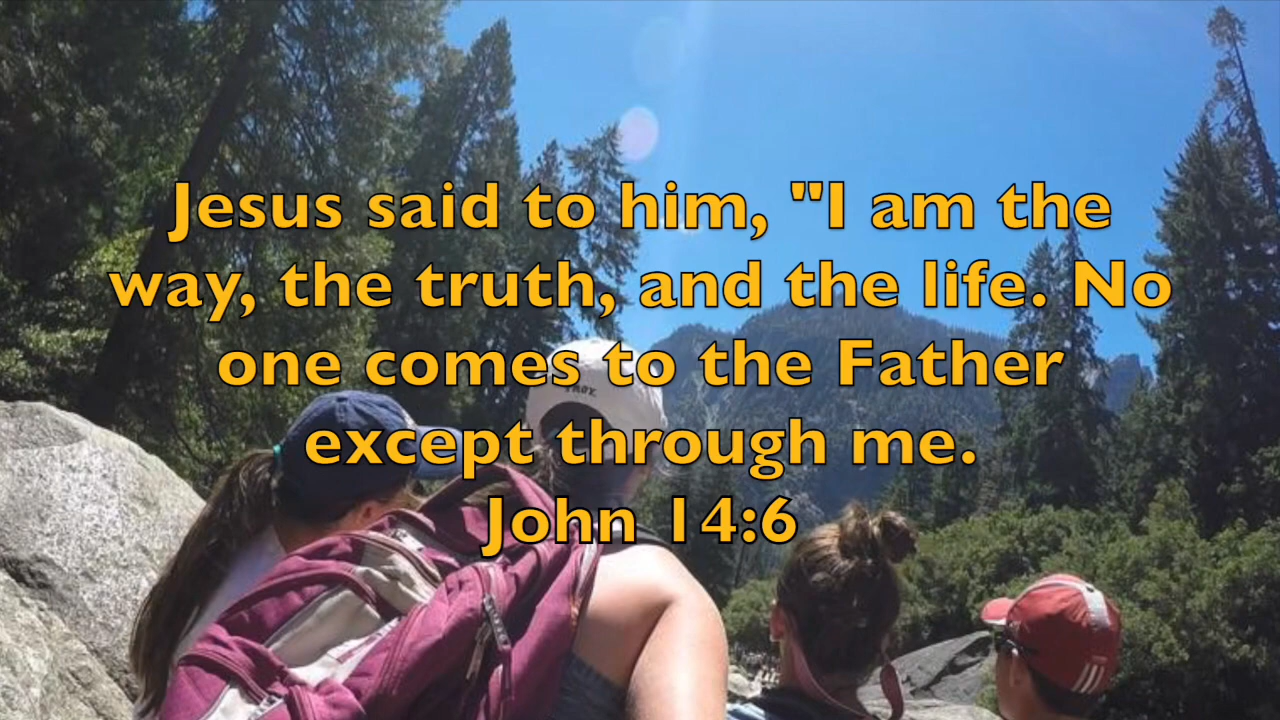 Jesus said to him, "I am the
way, the truth, and the life. No
one comes to the Father
except through me.
John 14:6